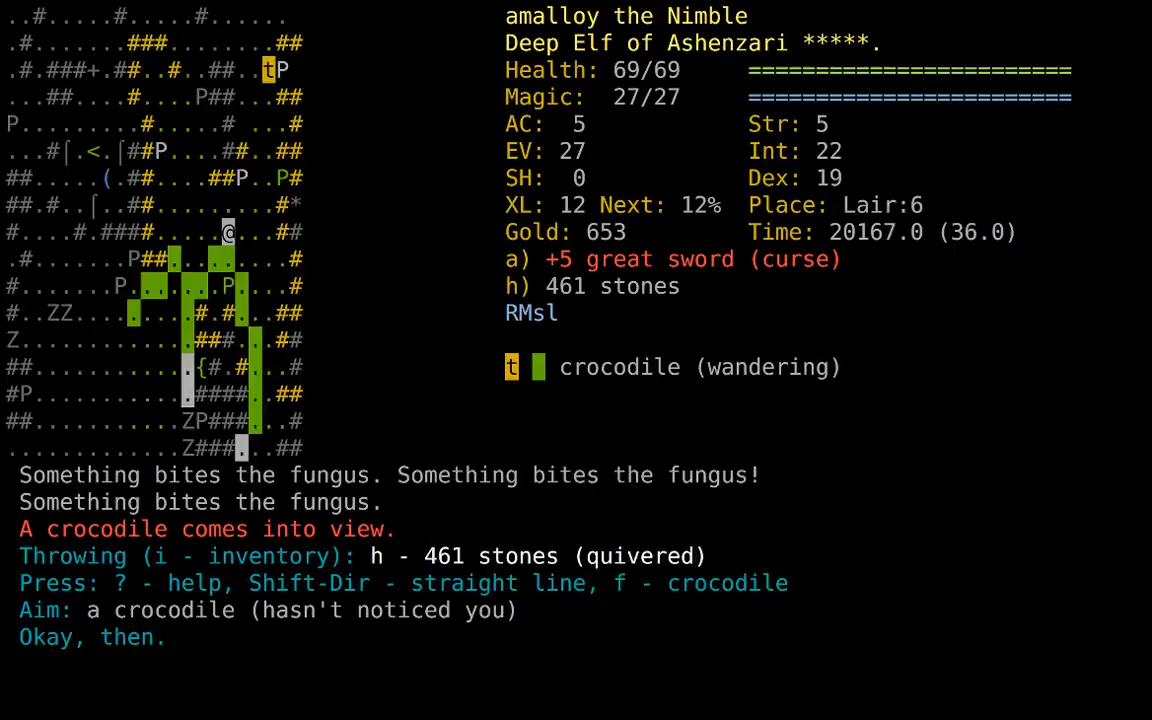 ..#.....#.....#......           amalloy the Nimble
.#.......###........##          Deep Elf of Ashenzari *****.
.#.###+.##..#..##..tP           Health: 69/69 ========================
...##....#....P##...##          Magic:  27/27 ========================
P.........#.....# ...#          AC:  5            Str: 5
...#⌠.<.⌠##P....##..##          EV: 27            Int: 22
##.....(.##....##P..P#          SH:  0            Dex: 19
##.#..⌠..##.........#*          XL: 12 Next: 12%  Place: Lair:6
#....#.####.....@...##          Gold: 653         Time: 20167.0 (36.0)
.#.......P##.........#          a) +5 great sword (curse)
#.......P.......P....#          h) 461 stones
#..ZZ.........#.#...##          RMsl
Z.............###...##
##............{#.#...#          t   crocodile (wandering)
#P............####..##
##...........ZP###...#
.............Z###...##
Something bites the fungus. Something bites the fungus!
Something bites the fungus.
A crocodile comes into view.
Throwing (i - inventory): h - 461 stones (quivered)
Press: ? - help, Shift-Dir - straight line, f - crocodile
Aim: a crocodile (hasn't noticed you)
Okay, then.